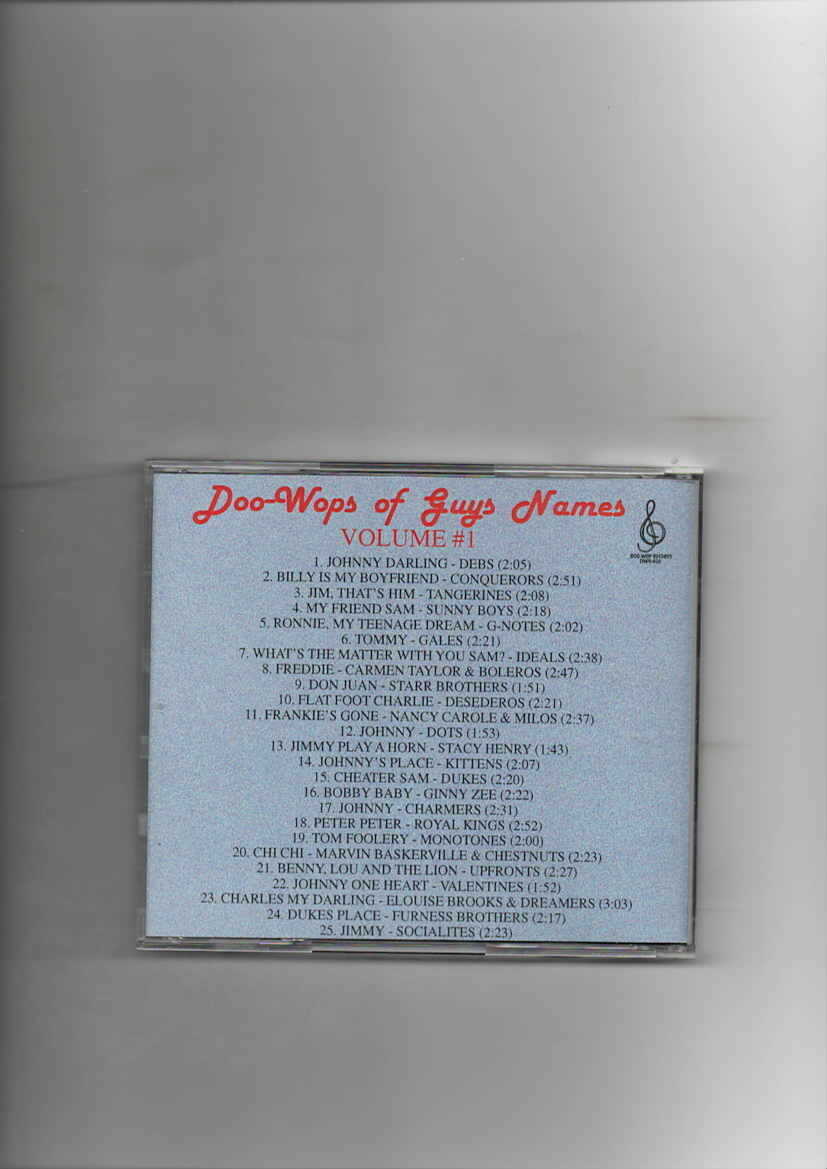 Doo-Wops of Guys Names
VOLUME #1
DOO WOP RECORDS
1. JOHNNY DARLING - DEBS (2:05)
2. BILLY IS MY BOYFRIEND - CONQUERORS (2:51)
3. JIM, THAT'S HIM - TANGERINES (2:08)
4. MY FRIEND SAM - SUNNY BOYS (2:18)
5. RONNIE, MY TEENAGE DREAM - G-NOTES (2:02)
6. TOMMY - GALES (2:21)
7. WHAT'S THE MATTER WITH YOU SAM? - IDEALS (2:38)
8. FREDDIE - CARMEN TAYLOR & BOLEROS (2:47)
9. DON JUAN - STARR BROTHERS (1:51)
10. FLAT FOOT CHARLIE - DESEDEROS (2:21)
11. FRANKIE'S GONE - NANCY CAROLE & MILOS (2:37)
12. JOHNNY - DOTS (1:53)
13. JIMMY PLAY A HORN - STACY HENRY (1:43)
14. JOHNNY'S PLACE - KITTENS (2:07)
15. CHEATER SAM - DUKES (2:20)
16. BOBBY BABY - GINNY ZEE (2:22)
17. JOHNNY - CHARMERS (2:31)
18. PETER PETER - ROYAL KINGS (2:52)
19. TOM FOOLERY - MONOTONES (2:00)
20. CHI CHI - MARVIN BASKERVILLE & CHESTNUTS (2:23)
21. BENNY, LOU AND THE LION - UPFRONTS (2:27)
22. JOHNNY ONE HEART - VALENTINES (1:52)
23. CHARLES MY DARLING - ELOUISE BROOKS & DREAMERS (3:03)
24. DUKES PLACE - FURNESS BROTHERS (2:17)
25. JIMMY - SOCIALITES (2:23)